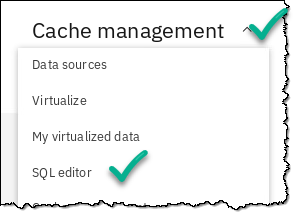 Cache management
Data sources
Virtualize
My virtualized data
SQL editor